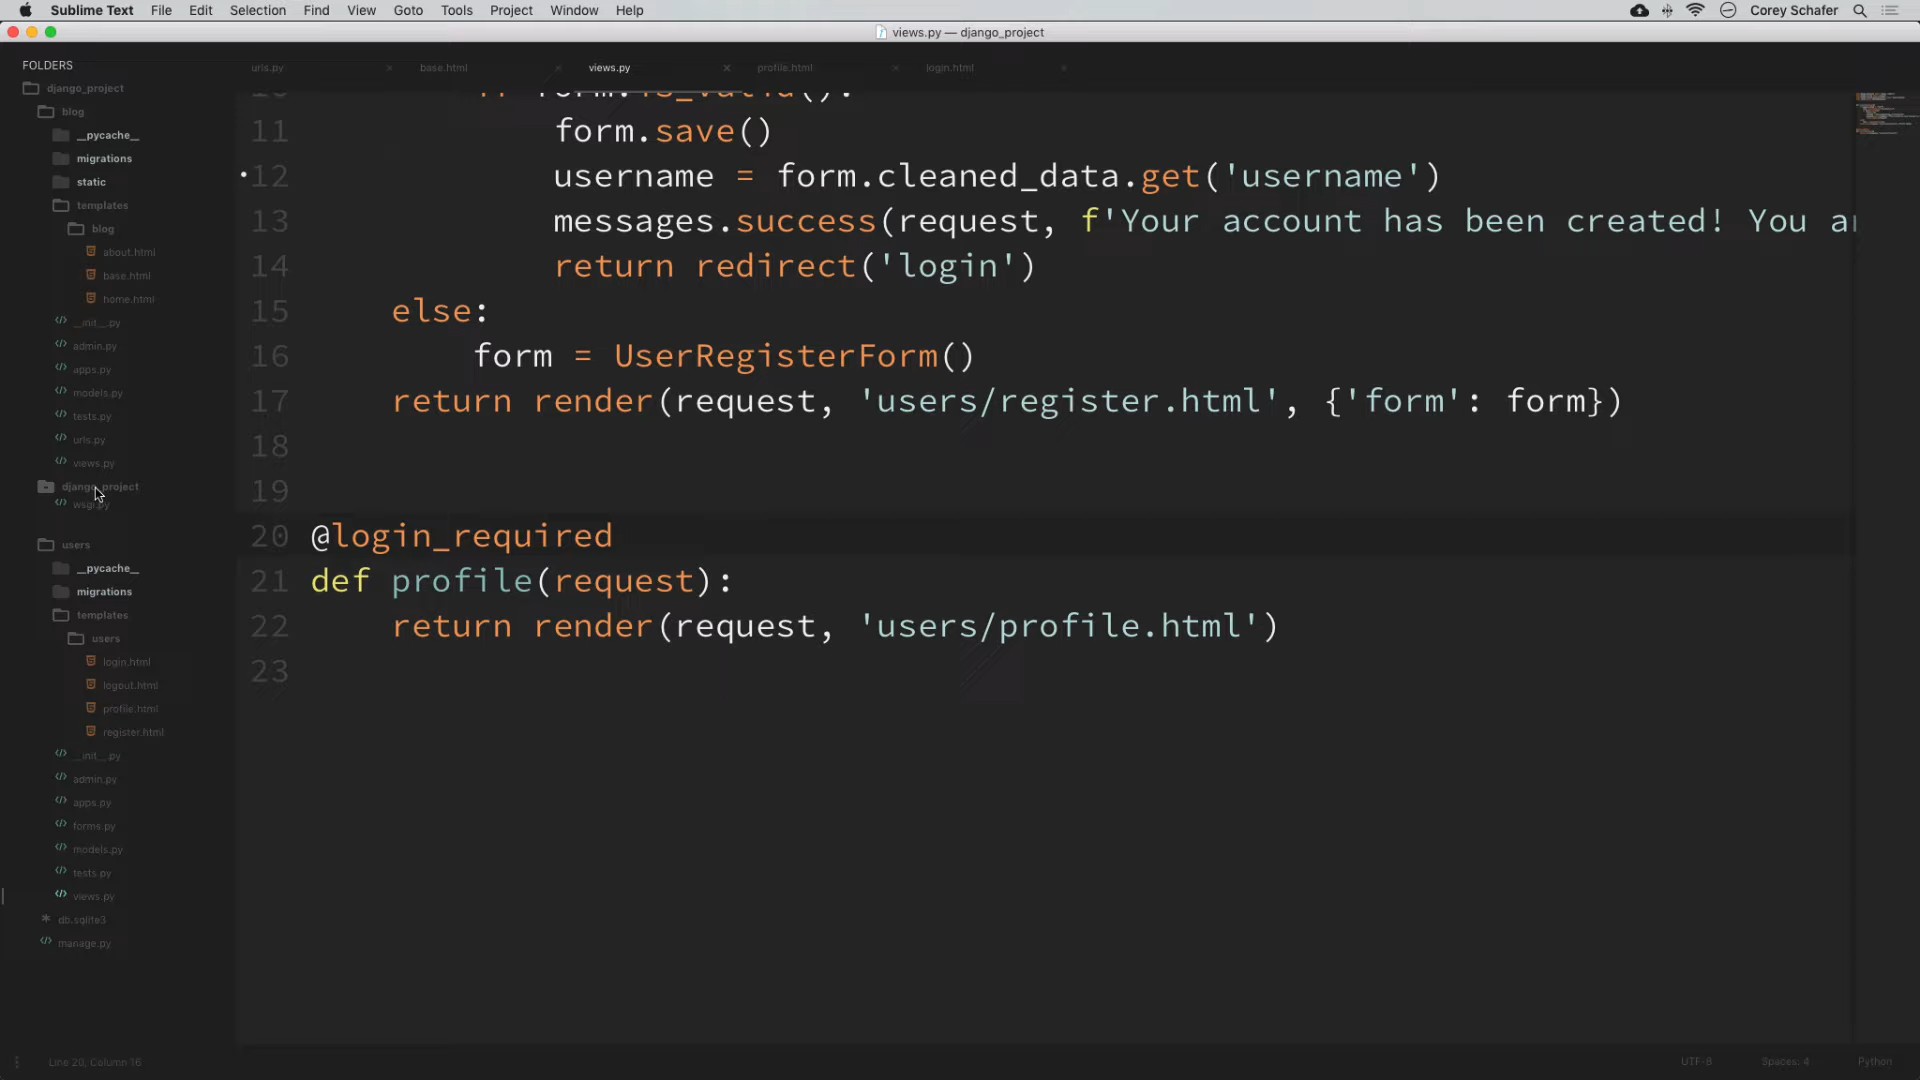 Sublime Text File Edit Selection Find View Goto Tools Project Window Help Corey Schafer
views.py — django_project
FOLDERS
django_project
blog
__pycache__
migrations
static
templates
blog
about.html
base.html
home.html
__init__.py
admin.py
apps.py
models.py
tests.py
urls.py
views.py
django_project
wsgi.py
users
__pycache__
migrations
templates
users
login.html
logout.html
profile.html
register.html
__init__.py
admin.py
apps.py
forms.py
models.py
tests.py
views.py
db.sqlite3
manage.py
urls.py base.html views.py profile.html login.html
10 if form.is_valid():
11 form.save()
12 username = form.cleaned_data.get('username')
13 messages.success(request, f'Your account has been created! You
14 return redirect('login')
15 else:
16 form = UserRegisterForm()
17 return render(request, 'users/register.html', {'form': form})
18
19
20 @login_required
21 def profile(request):
22 return render(request, 'users/profile.html')
23
Line 20, Column 16 UTF-8 Spaces: 4 Python